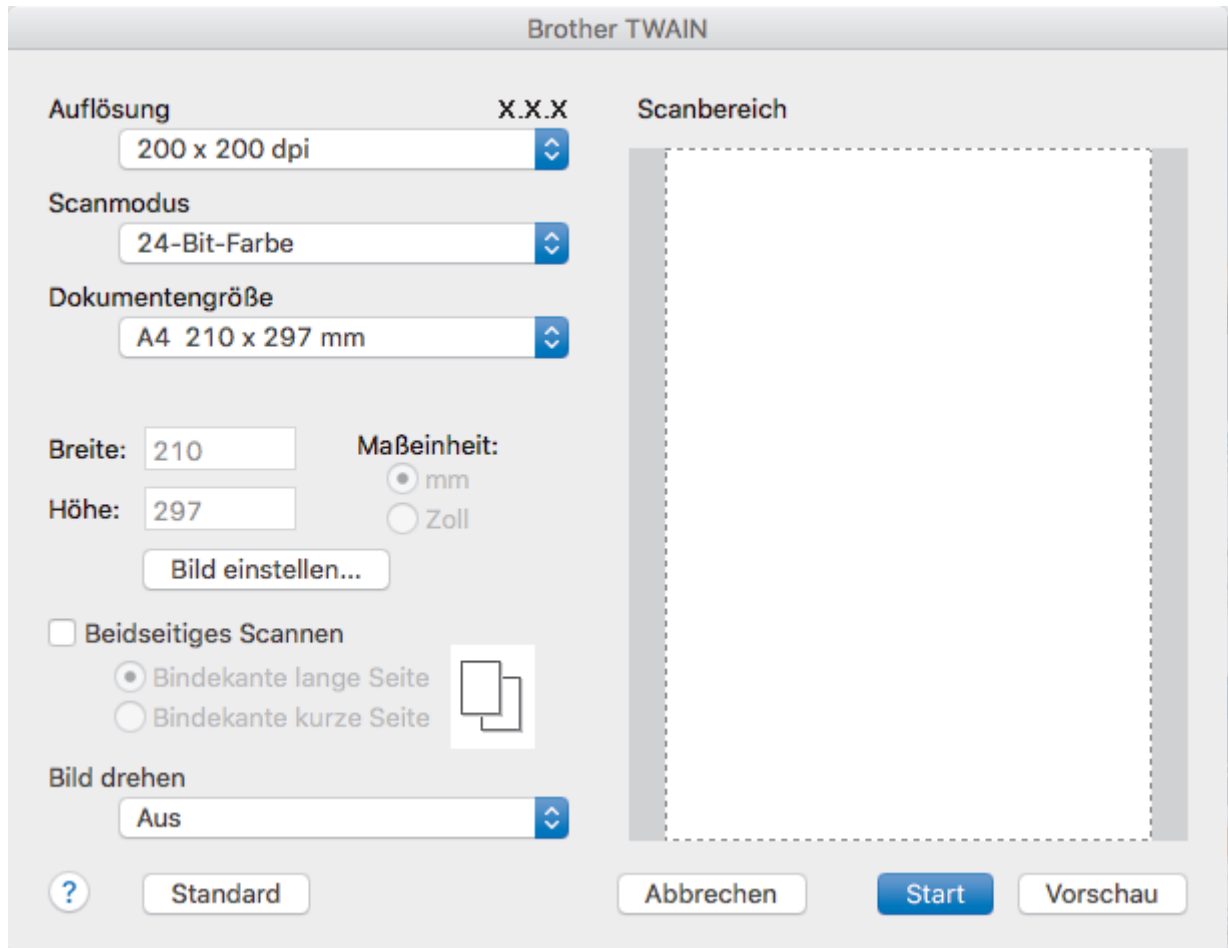 Brother TWAIN
Auflösung X.X.X
200 x 200 dpi
Scanmodus
24-Bit-Farbe
Dokumentengröße
A4 210 x 297 mm
Breite: 210
Maßeinheit:
mm
Höhe: 297
Zoll
Bild einstellen...
Beidseitiges Scannen
Bindekante lange Seite
Bindekante kurze Seite
Bild drehen
Aus
Scanbereich
? Standard Abbrechen Start Vorschau